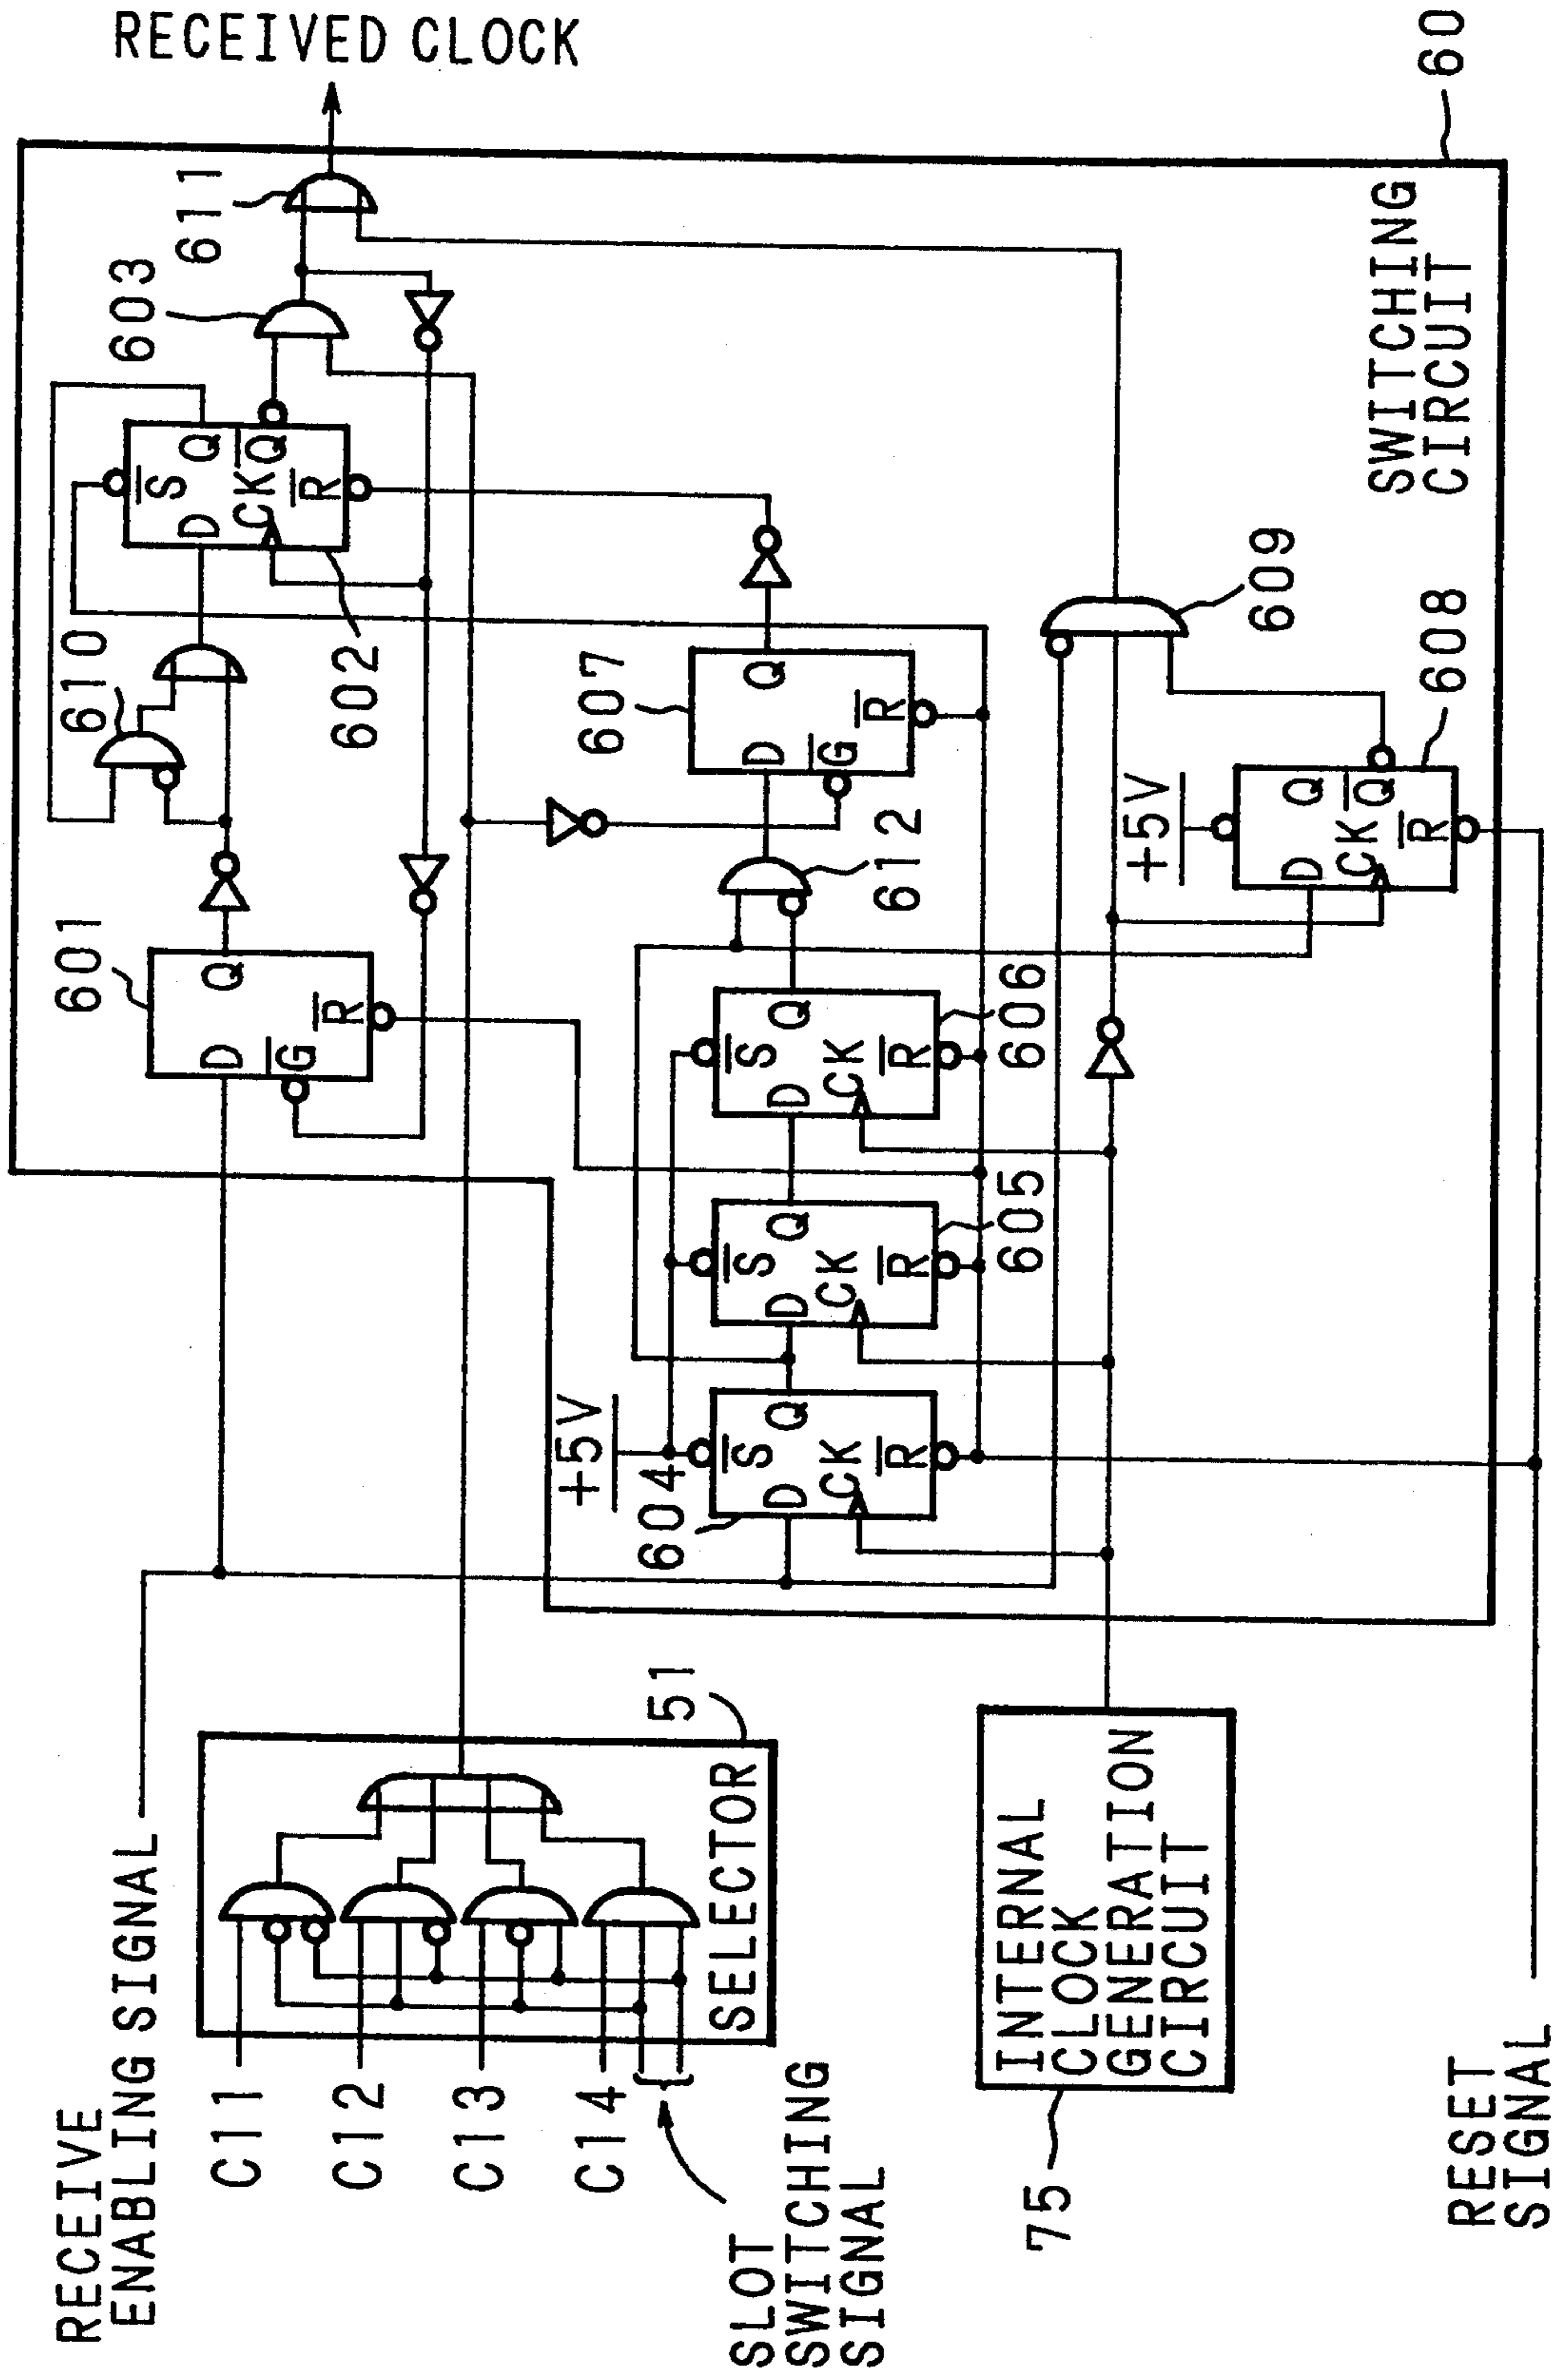 RECEIVE
ENABLING SIGNAL
C11
C12
C13
C14
SLOT
SWITCHING
SIGNAL
SELECTOR
51
75
INTERNAL
CLOCK
GENERATION
CIRCUIT
RESET
SIGNAL
601
D
Q
G
R
610
602
S
D
Q
CK
Q
R
603
611
RECEIVED CLOCK
+5V
604
S
D
Q
CK
R
605
S
D
Q
CK
R
606
S
D
Q
CK
R
612
607
D
Q
G
R
+5V
608
D
Q
CK
Q
R
609
SWITCHING
CIRCUIT
60